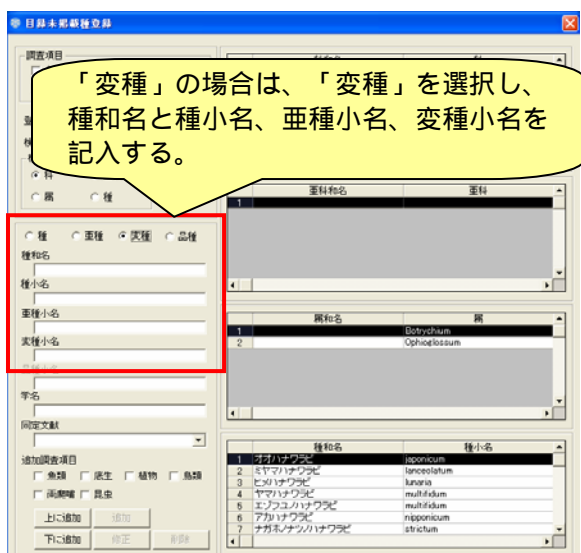 目録未掲載種登録
調査項目
「変種」の場合は、「変種」を選択し、
種和名と種小名、亜種小名、変種小名を
記入する。
科
属 種
亜科和名 亜科
1
種 亜種 変種 品種
種和名
種小名
亜種小名
変種小名
品種小名
学名
同定文献
追加調査項目
魚類 底生 植物 鳥類
両爬哺 昆虫
上に追加 追加
下に追加 修正 削除
属和名 属
1 Botrychium
2 Ophioglossum
種和名 種小名
1 オオハナワラビ japonicum
2 ミヤマハナワラビ lanceolatum
3 ヒメハナワラビ lunaria
4 ヤマハナワラビ multifidum
5 エゾフユノハナワラビ multifidum
6 アカハナワラビ nipponicum
7 ナガホノナツノハナワラビ strictum